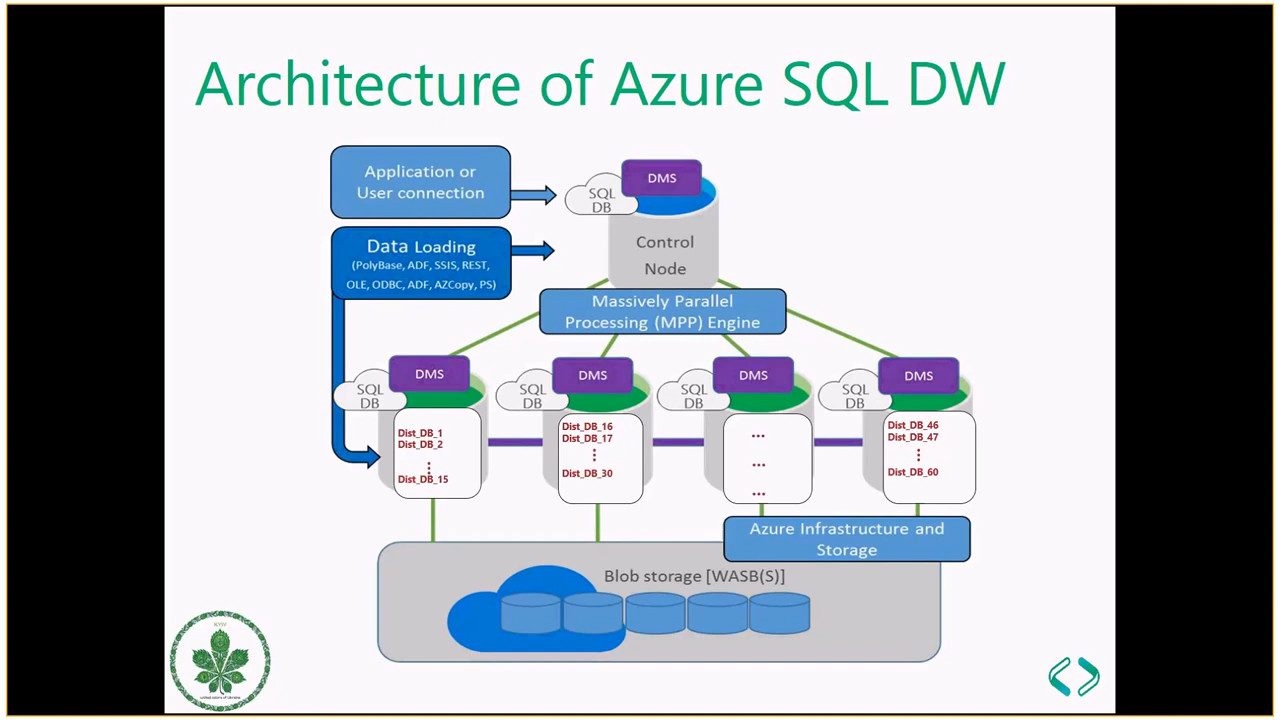 Architecture of Azure SQL DW
Application or
User connection
DMS
SQL
DB
Control
Node
Data Loading
(PolyBase, ADF, SSIS, REST,
OLE, ODBC, ADF, AZCopy, PS)
Massively Parallel
Processing (MPP) Engine
DMS
SQL
DB
Dist_DB_1
Dist_DB_2
⋮
Dist_DB_15
DMS
SQL
DB
Dist_DB_16
Dist_DB_17
⋮
Dist_DB_30
DMS
SQL
DB
...
...
...
DMS
SQL
DB
Dist_DB_46
Dist_DB_47
⋮
Dist_DB_60
Azure Infrastructure and
Storage
Blob storage [WASB(S)]
KYIV